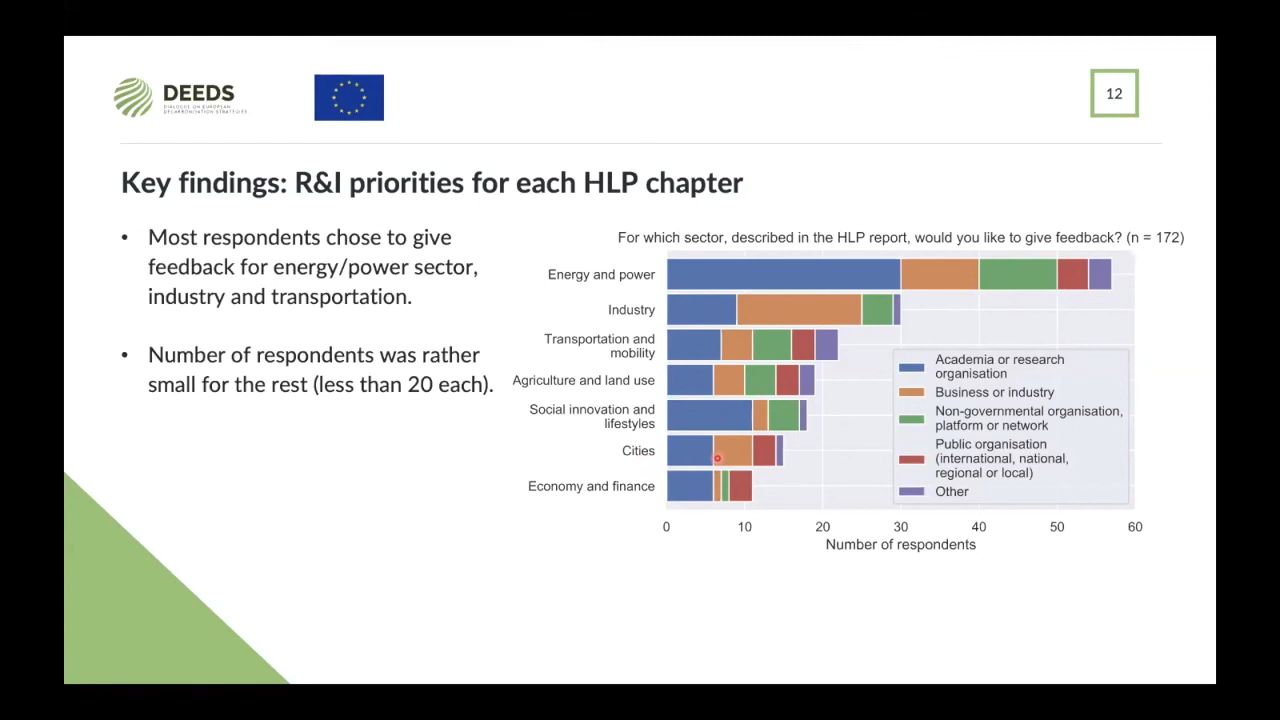 DEEDS
DIALOGUE ON EUROPEAN
DECARBONISATION STRATEGIES
12
Key findings: R&I priorities for each HLP chapter
• Most respondents chose to give
feedback for energy/power sector,
industry and transportation.
• Number of respondents was rather
small for the rest (less than 20 each).
For which sector, described in the HLP report, would you like to give feedback? (n = 172)
Energy and power
Industry
Transportation and
mobility
Agriculture and land use
Social innovation and
lifestyles
Cities
Economy and finance
Academia or research
organisation
Business or industry
Non-governmental organisation,
platform or network
Public organisation
(international, national,
regional or local)
Other
0 10 20 30 40 50 60
Number of respondents